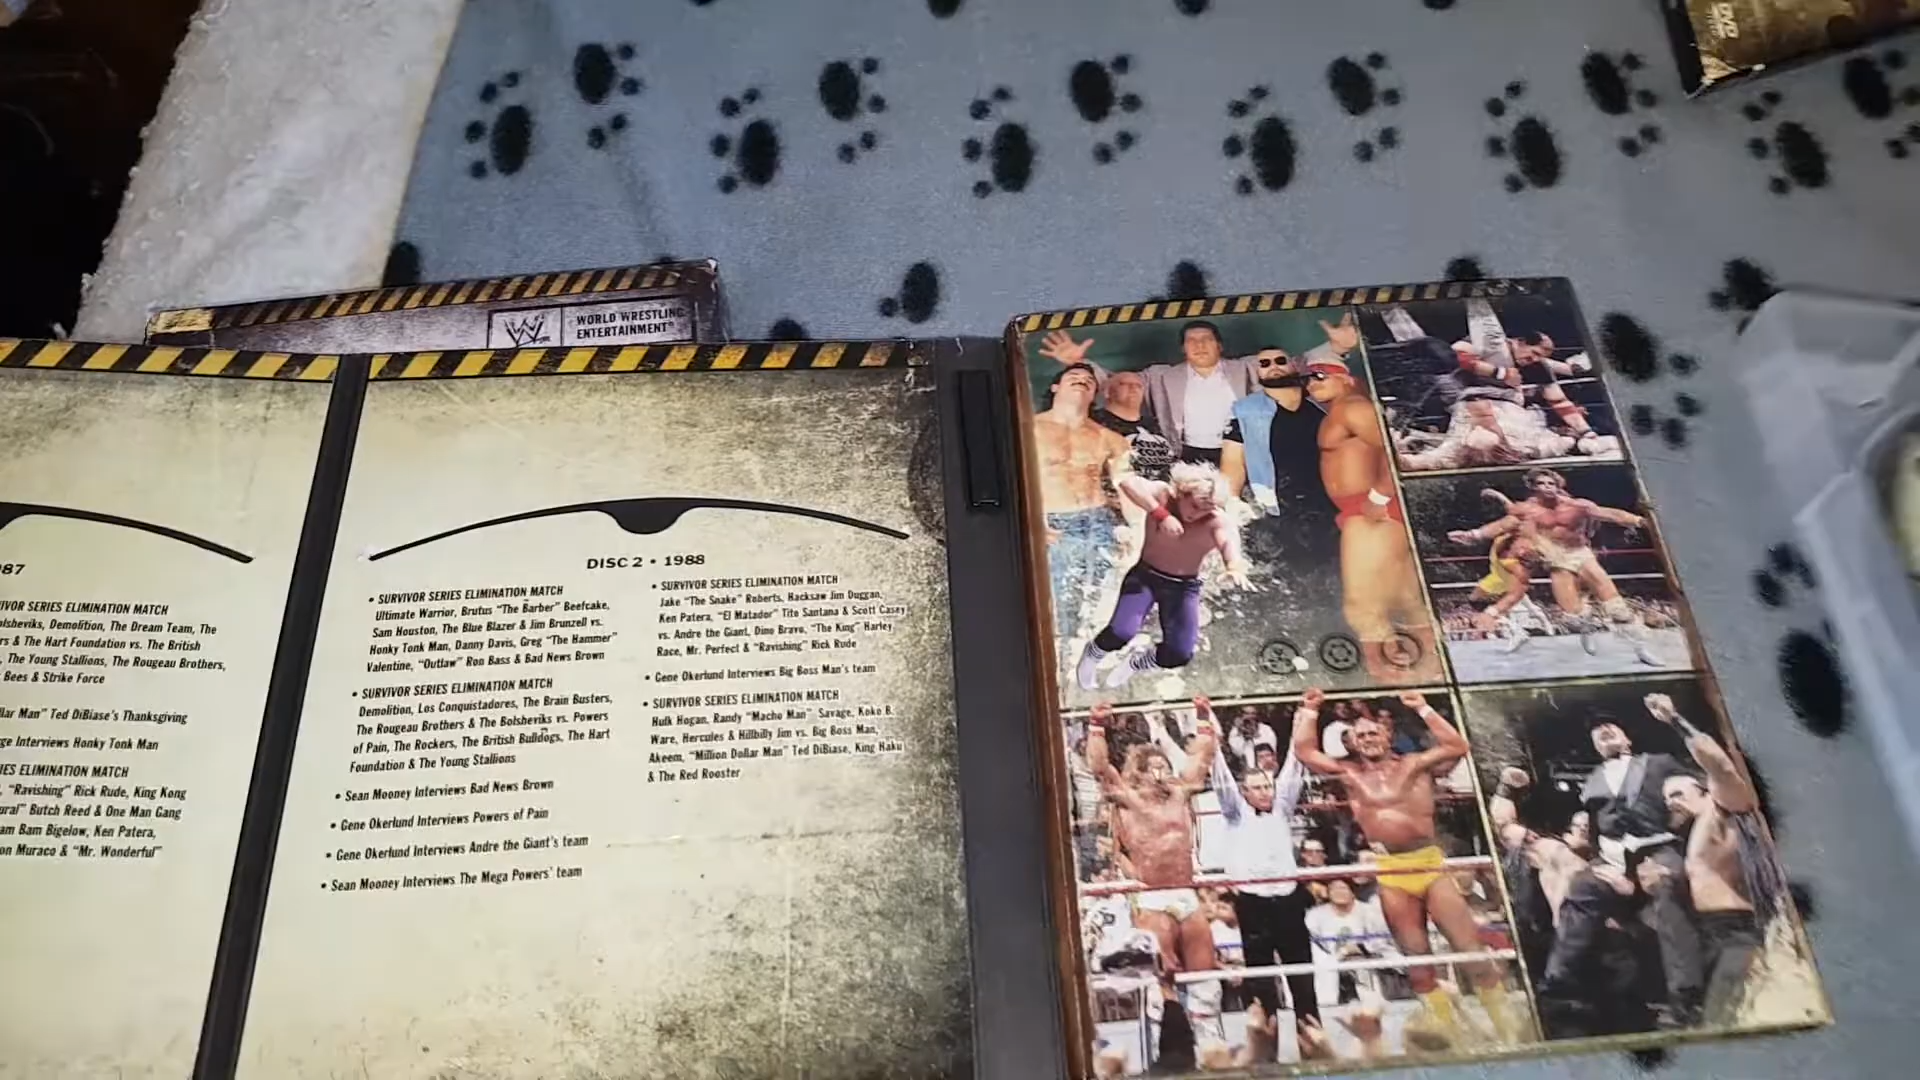 DVD
WORLD WRESTLING
ENTERTAINMENT®
87
IVOR SERIES ELIMINATION MATCH
olsheviks, Demolition, The Dream Team, The
rs & The Hart Foundation vs. The British
, The Young Stallions, The Rougeau Brothers,
Bees & Strike Force
lar Man" Ted DiBiase's Thanksgiving
ge Interviews Honky Tonk Man
IES ELIMINATION MATCH
, "Ravishing" Rick Rude, King Kong
ural" Butch Reed & One Man Gang
am Bam Bigelow, Ken Patera,
on Muraco & "Mr. Wonderful"
DISC 2 • 1988
• SURVIVOR SERIES ELIMINATION MATCH
Ultimate Warrior, Brutus "The Barber" Beefcake,
Sam Houston, The Blue Blazer & Jim Brunzell vs.
Honky Tonk Man, Danny Davis, Greg "The Hammer"
Valentine, "Outlaw" Ron Bass & Bad News Brown
• SURVIVOR SERIES ELIMINATION MATCH
Demolition, Los Conquistadores, The Brain Busters,
The Rougeau Brothers & The Bolsheviks vs. Powers
of Pain, The Rockers, The British Bulldogs, The Hart
Foundation & The Young Stallions
• Sean Mooney Interviews Bad News Brown
• Gene Okerlund Interviews Powers of Pain
• Gene Okerlund Interviews Andre the Giant's team
• Sean Mooney Interviews The Mega Powers' team
• SURVIVOR SERIES ELIMINATION MATCH
Jake "The Snake" Roberts, Hacksaw Jim Duggan,
Ken Patera, "El Matador" Tito Santana & Scott Casey
vs. Andre the Giant, Dino Bravo, "The King" Harley
Race, Mr. Perfect & "Ravishing" Rick Rude
• Gene Okerlund Interviews Big Boss Man's team
• SURVIVOR SERIES ELIMINATION MATCH
Hulk Hogan, Randy "Macho Man" Savage, Koko B.
Ware, Hercules & Hillbilly Jim vs. Big Boss Man,
Akeem, "Million Dollar Man" Ted DiBiase, King Haku
& The Red Rooster